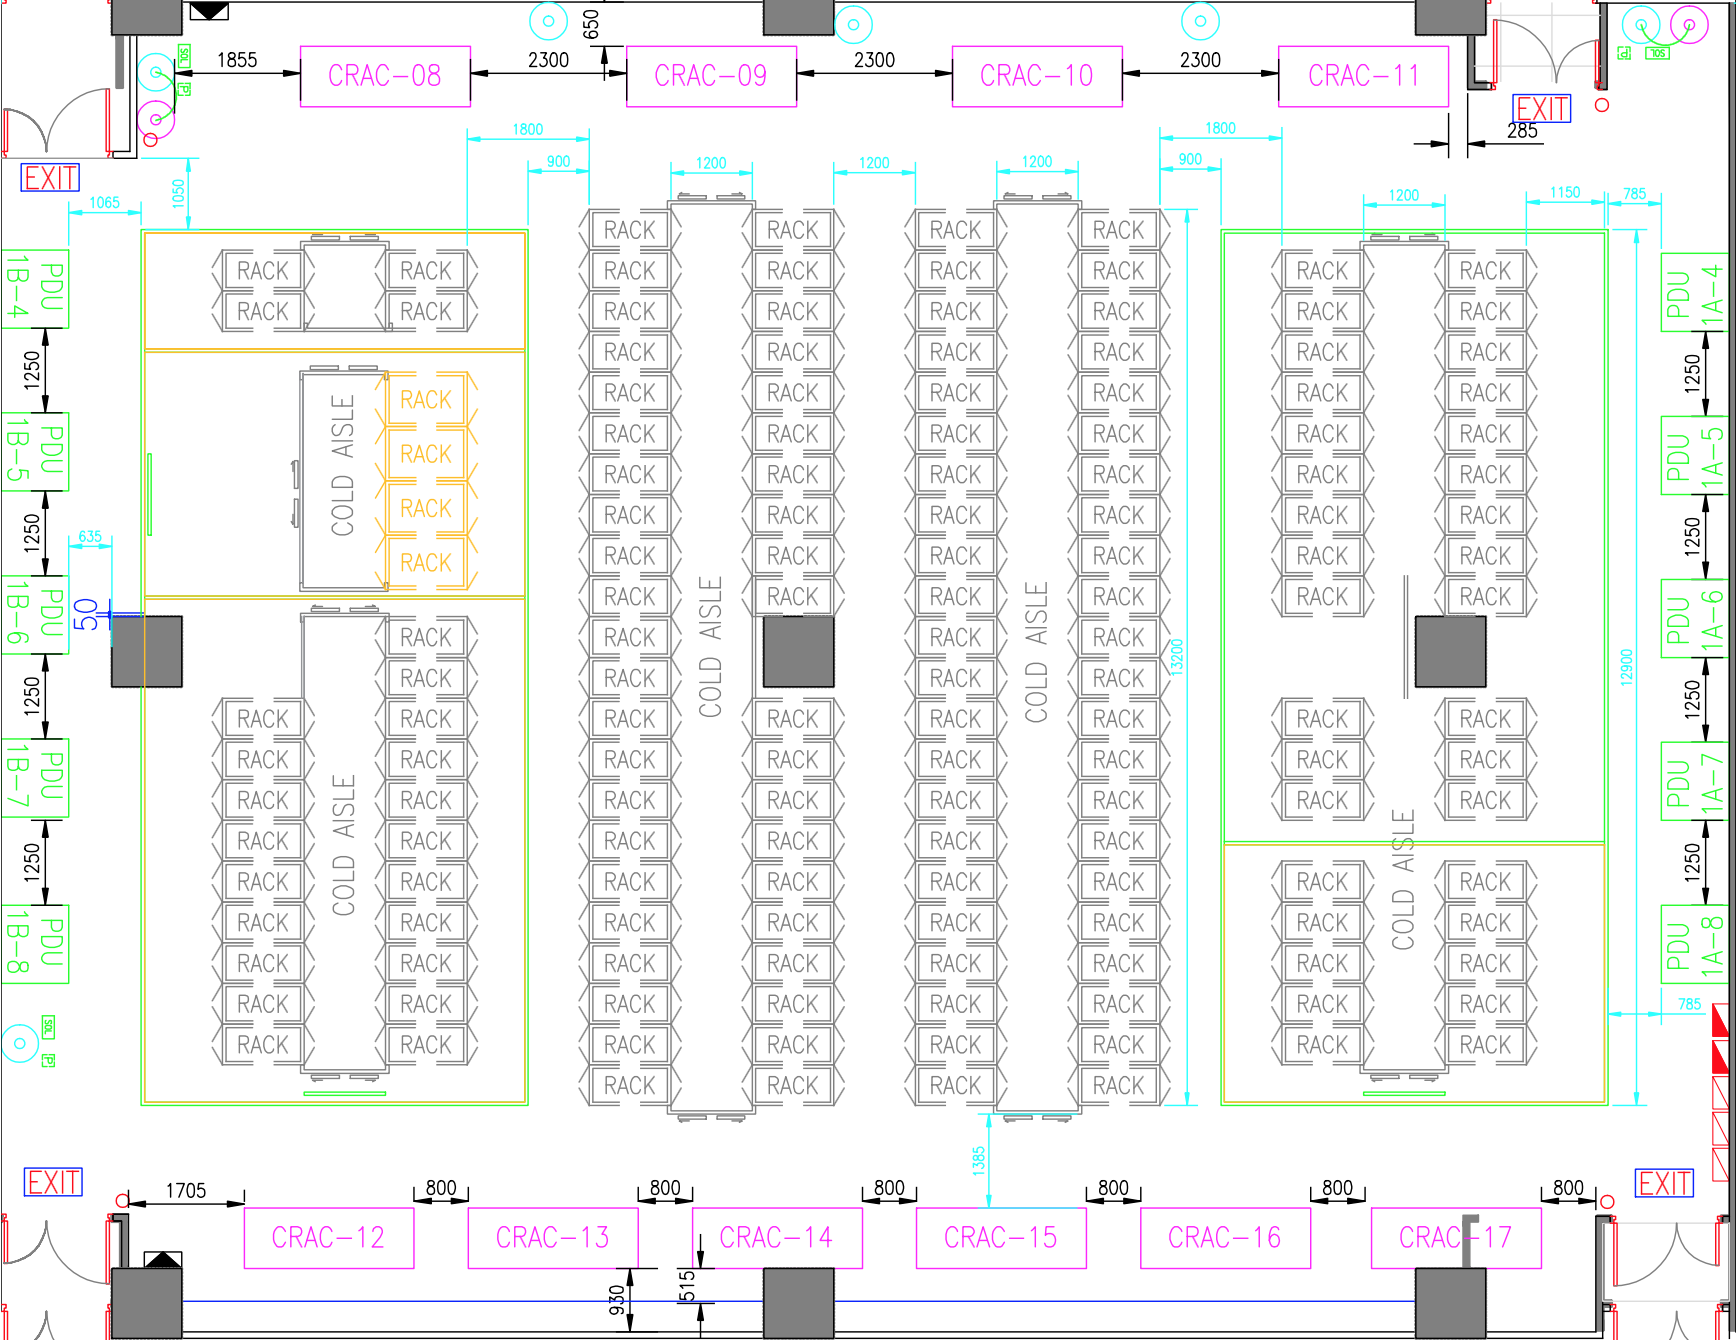 650
1855 CRAC-08 2300 CRAC-09 2300 CRAC-10 2300 CRAC-11
SOL
P
P
SOL
EXIT
285
EXIT
1800
1800
900 1200 1200 1200 900
1065 1050
1200 1150 785
RACK RACK RACK RACK
RACK RACK RACK RACK RACK RACK RACK RACK
PDU
1B-4
PDU
1A-4
RACK RACK RACK RACK RACK RACK RACK RACK
RACK RACK RACK RACK RACK RACK
1250
1250
RACK RACK RACK RACK RACK RACK RACK
RACK RACK RACK RACK RACK RACK
PDU
1B-5
PDU
1A-5
RACK
COLD AISLE
RACK RACK RACK RACK RACK RACK
RACK RACK RACK RACK RACK RACK RACK
1250
635
1250
RACK RACK RACK RACK RACK RACK RACK
RACK RACK RACK RACK RACK RACK
PDU
1B-6
50
PDU
1A-6
RACK RACK RACK RACK
COLD AISLE
COLD AISLE
13200
12900
RACK RACK RACK RACK
1250
1250
RACK RACK RACK RACK RACK RACK RACK RACK
RACK RACK RACK RACK RACK RACK RACK RACK
PDU
1B-7
PDU
1A-7
RACK RACK RACK RACK RACK RACK RACK RACK
RACK RACK RACK RACK RACK RACK
COLD AISLE
COLD AISLE
1250
1250
RACK RACK RACK RACK RACK RACK RACK RACK
RACK RACK RACK RACK RACK RACK RACK RACK
PDU
1B-8
PDU
1A-8
RACK RACK RACK RACK RACK RACK RACK RACK
RACK RACK RACK RACK RACK RACK RACK RACK
785
SOL
P
RACK RACK RACK RACK RACK RACK RACK RACK
RACK RACK RACK RACK
1385
EXIT
EXIT
1705 800 800 800 800 800 800
CRAC-12 CRAC-13 CRAC-14 CRAC-15 CRAC-16 CRAC-17
930 515